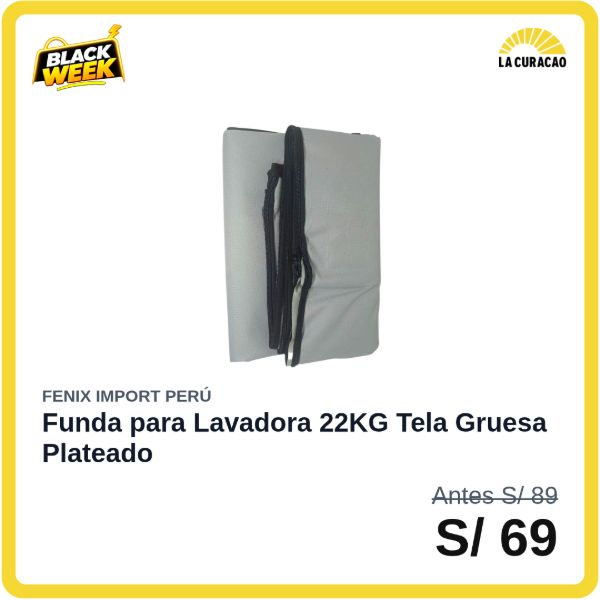 BLACK
WEEK
LA CURACAO
FENIX IMPORT PERÚ
Funda para Lavadora 22KG Tela Gruesa
Plateado
Antes S/ 89
S/ 69